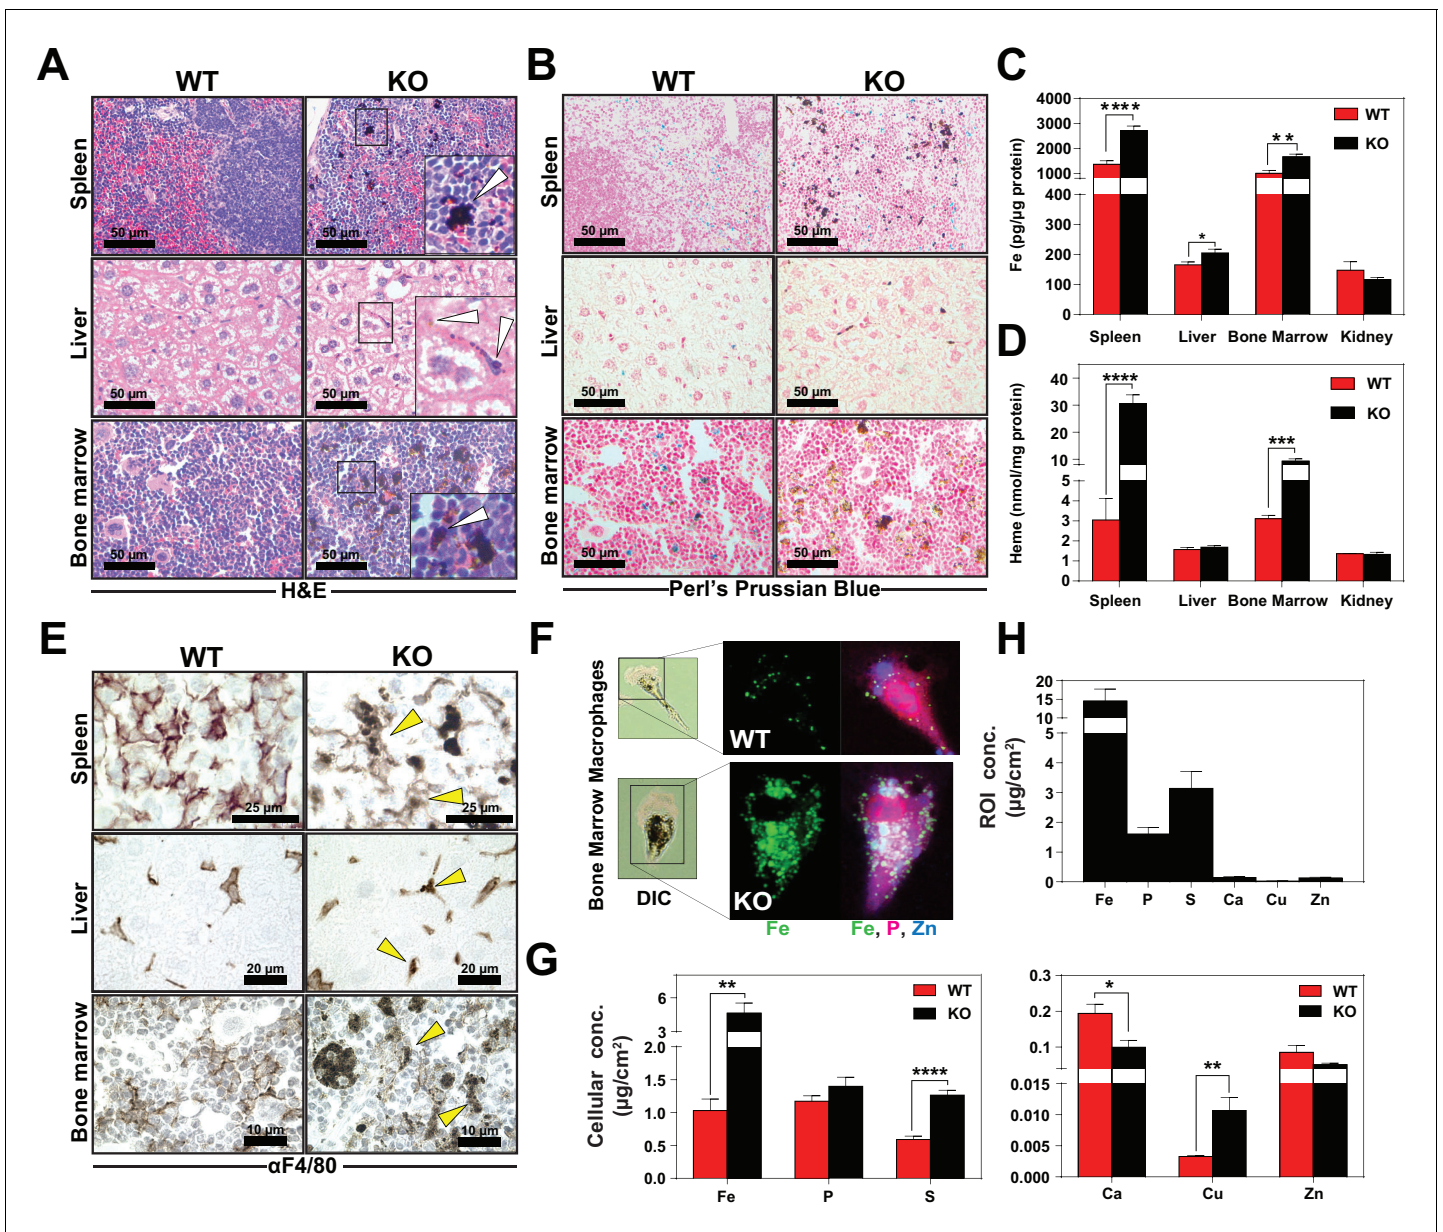 A
WT
KO
Spleen
50 µm
50 µm
Liver
50 µm
50 µm
Bone marrow
50 µm
50 µm
H&E
B
WT
KO
Spleen
50 µm
50 µm
Liver
50 µm
50 µm
Bone marrow
50 µm
50 µm
Perl's Prussian Blue
C
Fe (pg/µg protein)
4000
3000
2000
1000
400
300
200
100
0
****
*
**
WT
KO
Spleen Liver Bone Marrow Kidney
D
Heme (nmol/mg protein)
40
30
20
10
5
4
3
2
1
0
****
***
WT
KO
Spleen Liver Bone Marrow Kidney
E
WT
KO
Spleen
25 µm
25 µm
Liver
20 µm
20 µm
Bone marrow
10 µm
10 µm
αF4/80
F
Bone Marrow Macrophages
WT
KO
DIC
Fe
Fe, P, Zn
G
Cellular conc.
(µg/cm²)
6
3
2.0
1.5
1.0
0.5
0.0
**
****
WT
KO
Fe P S
0.3
0.2
0.1
0.015
0.010
0.005
0.000
*
**
WT
KO
Ca Cu Zn
H
ROI conc.
(µg/cm²)
20
15
10
5
4
3
2
1
0
Fe P S Ca Cu Zn